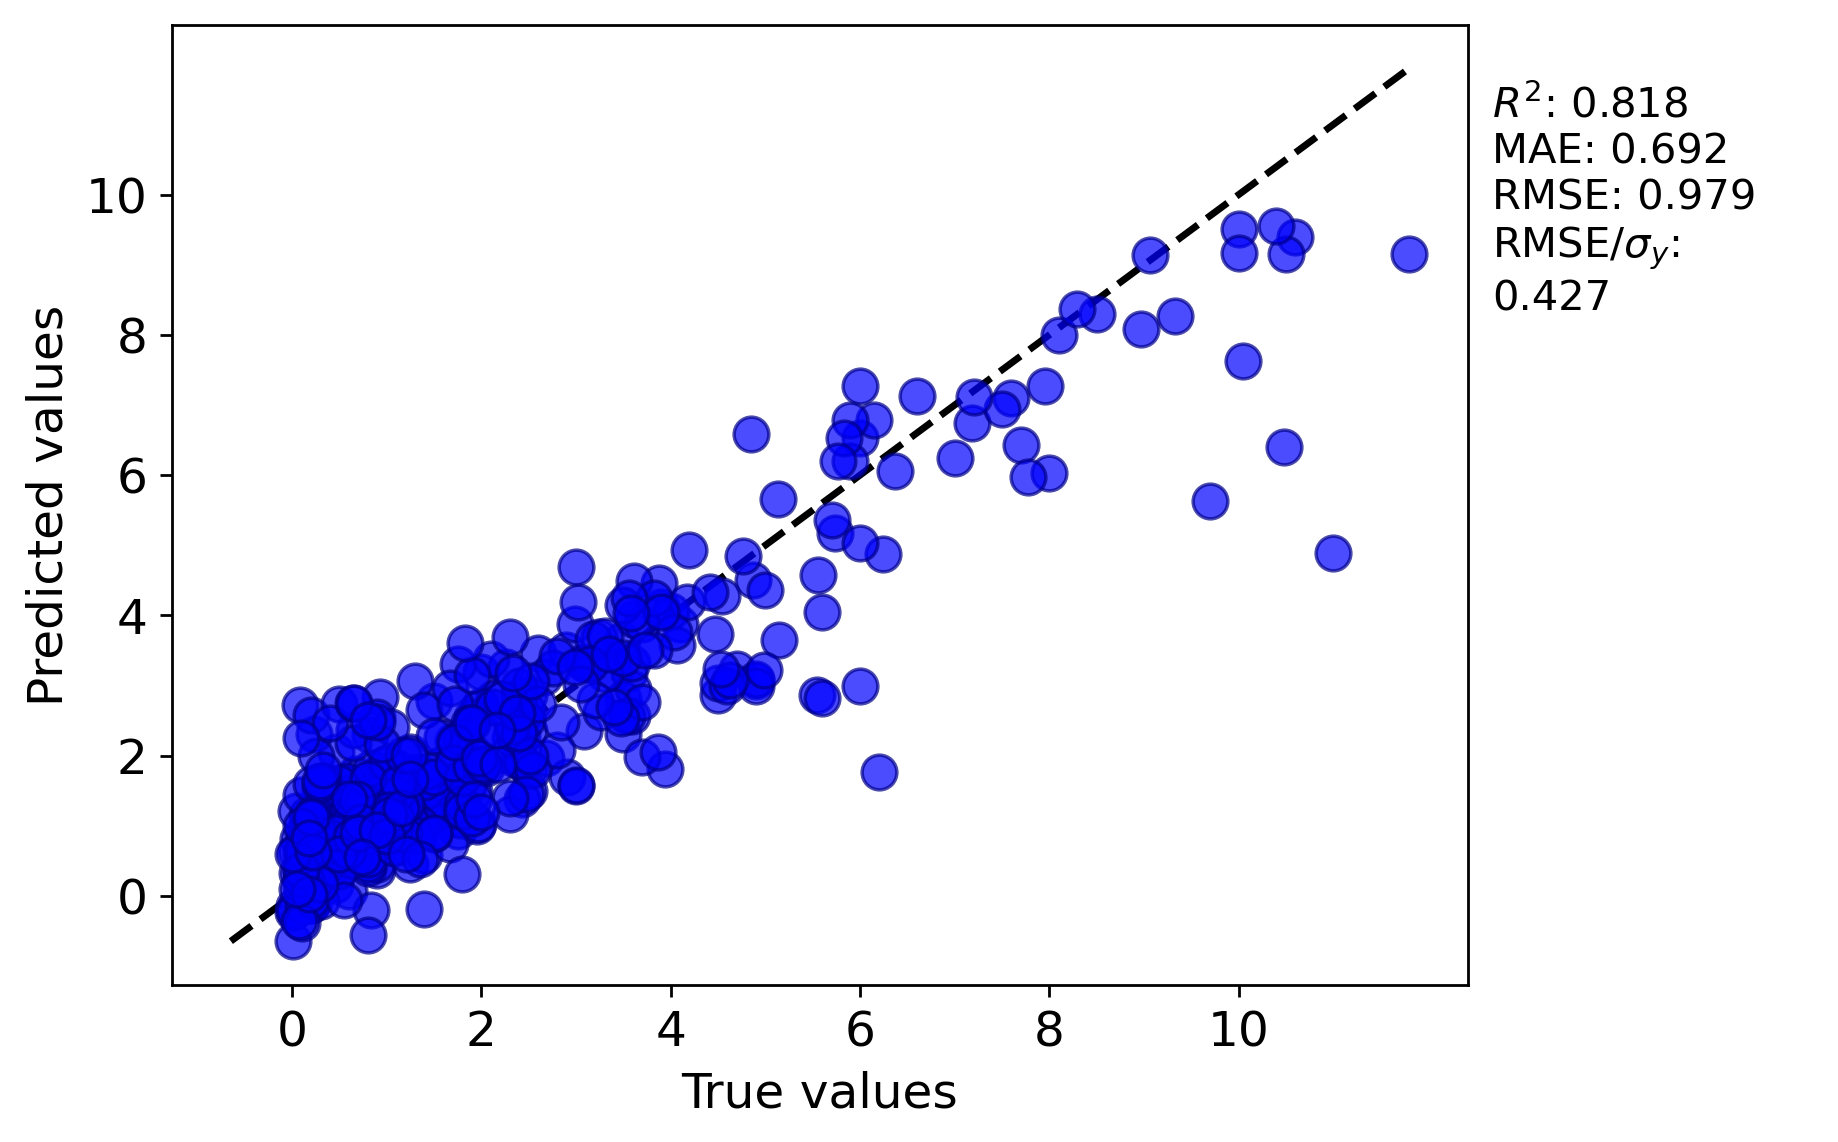 R²: 0.818
MAE: 0.692
RMSE: 0.979
RMSE/σy:
0.427
10
8
6
4
2
0
Predicted values
0 2 4 6 8 10
True values